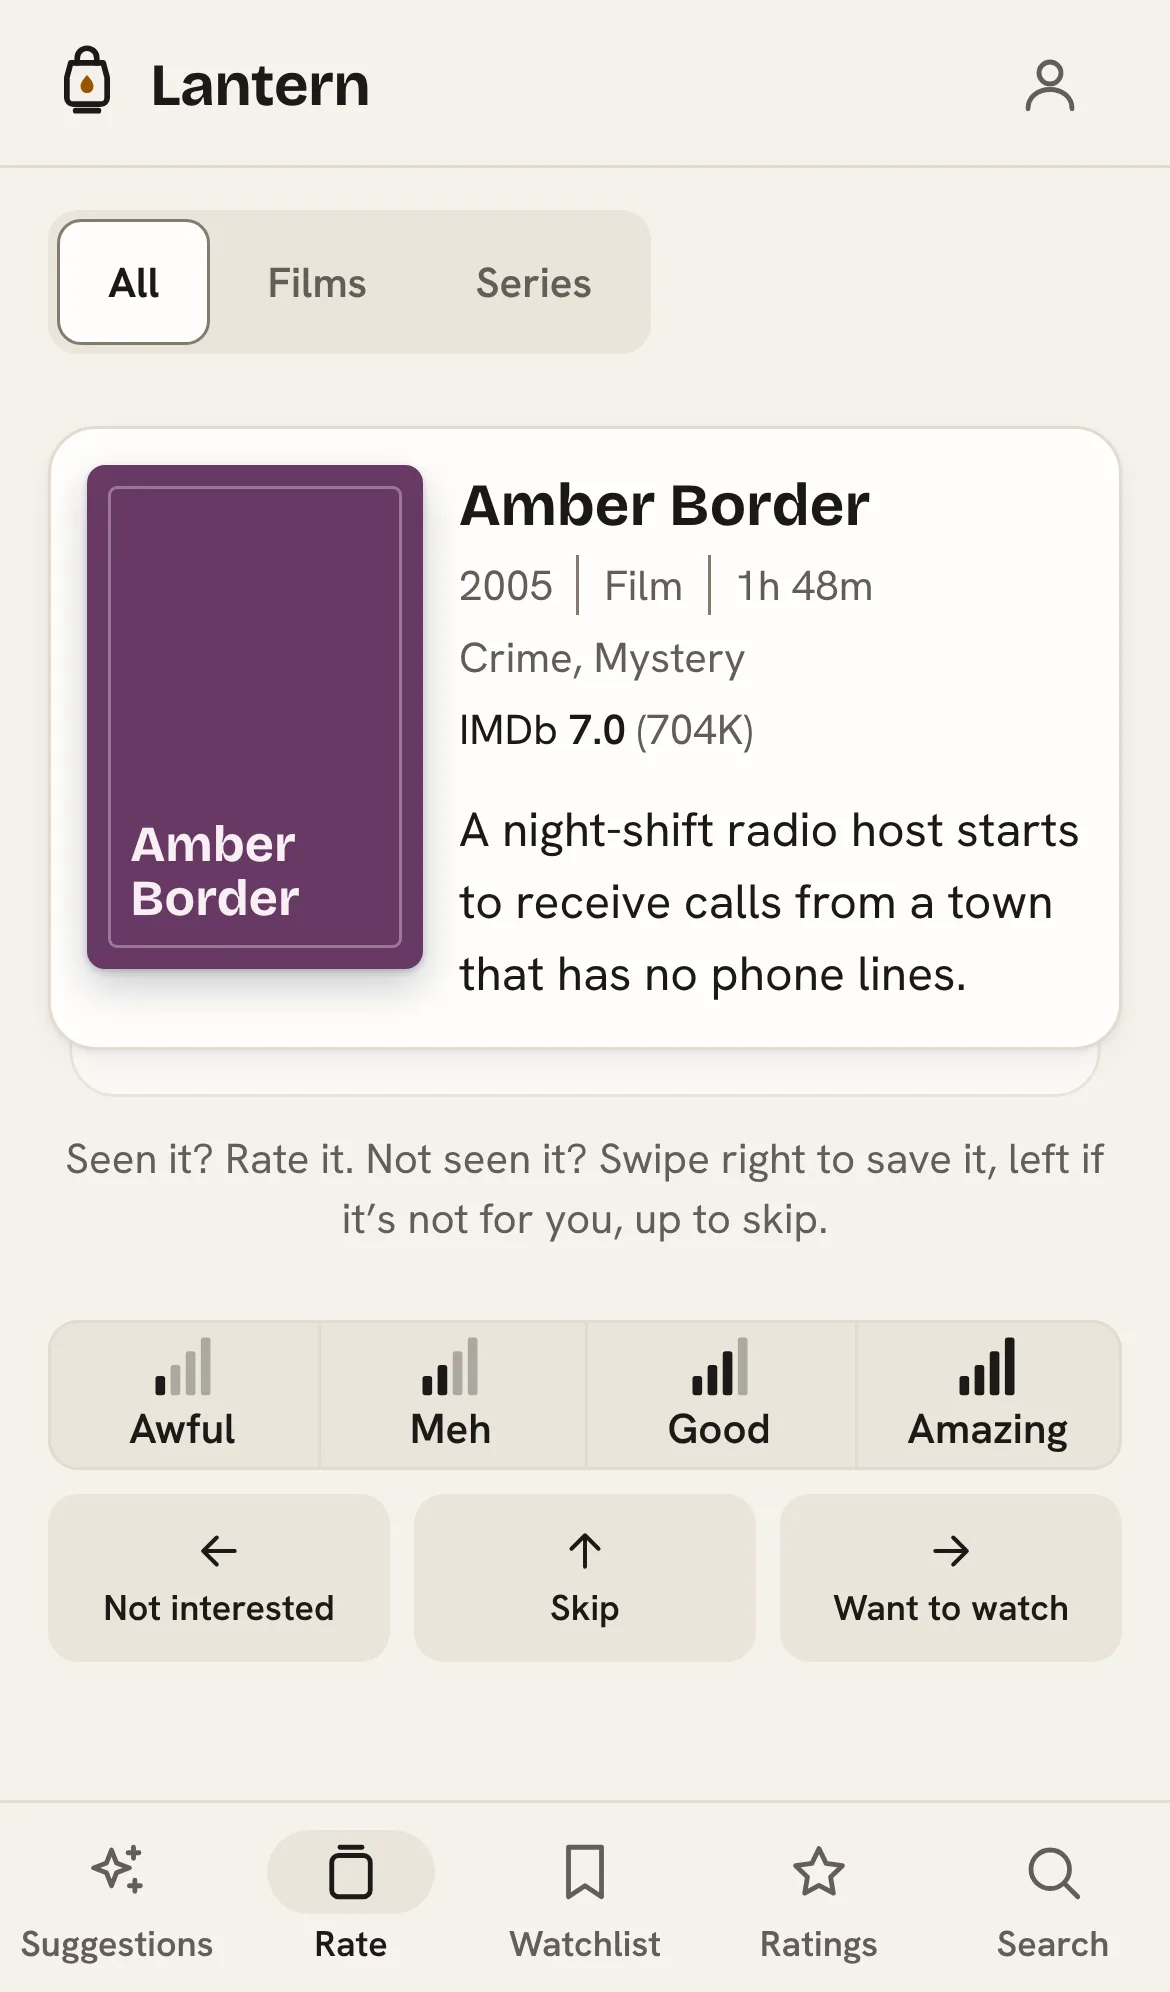 Lantern
All Films Series
Amber Border
2005 Film 1h 48m
Crime, Mystery
IMDb 7.0 (704K)
A night-shift radio host starts
to receive calls from a town
that has no phone lines.
Amber
Border
Seen it? Rate it. Not seen it? Swipe right to save it, left if
it’s not for you, up to skip.
Awful Meh Good Amazing
Not interested Skip Want to watch
Suggestions Rate Watchlist Ratings Search